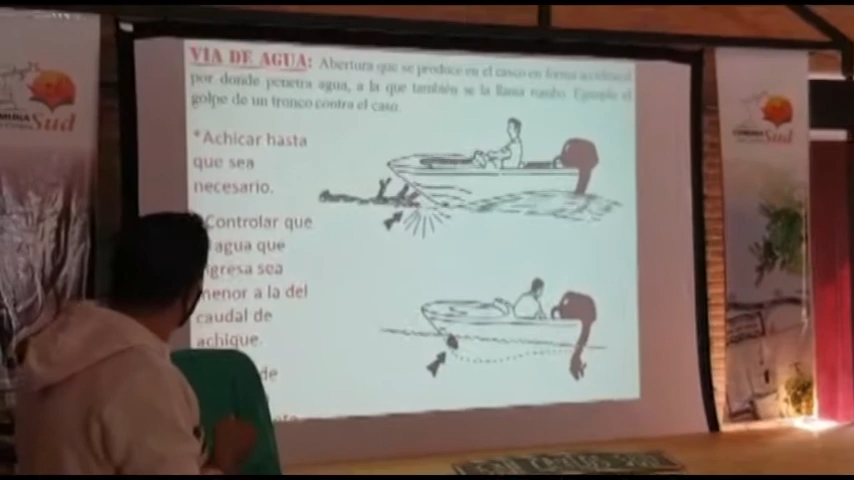 VIA DE AGUA: Abertura que se produce en el casco en forma accidental
por donde penetra agua, a la que también se la llama rumbo. Ejemplo el
golpe de un tronco contra el caso.
*Achicar hasta
que sea
necesario.
Controlar que
agua que
ngresa sea
menor a la del
caudal de
achique.
de
Sud
Sud